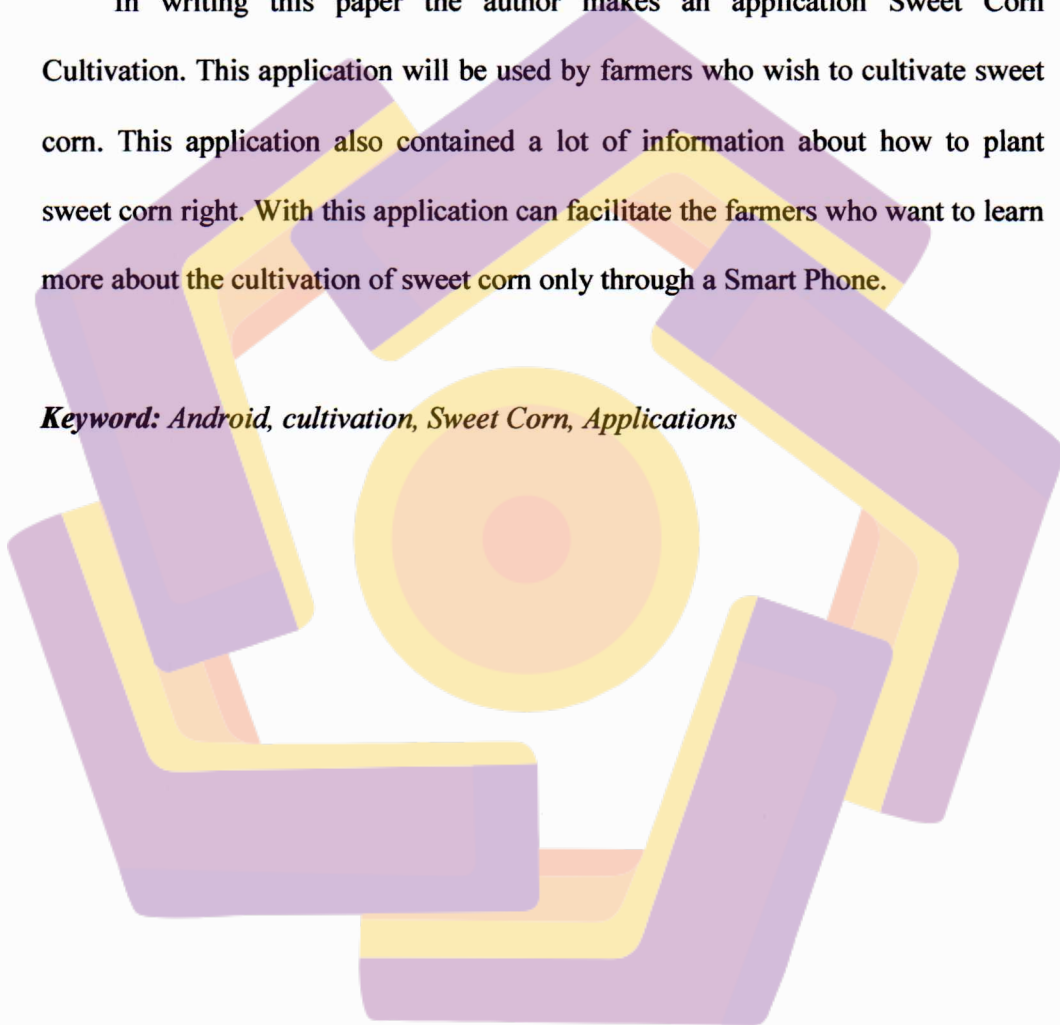 In writing this paper the author makes an application Sweet Corn
Cultivation. This application will be used by farmers who wish to cultivate sweet
corn. This application also contained a lot of information about how to plant
sweet corn right. With this application can facilitate the farmers who want to learn
more about the cultivation of sweet corn only through a Smart Phone.
Keyword: Android, cultivation, Sweet Corn, Applications